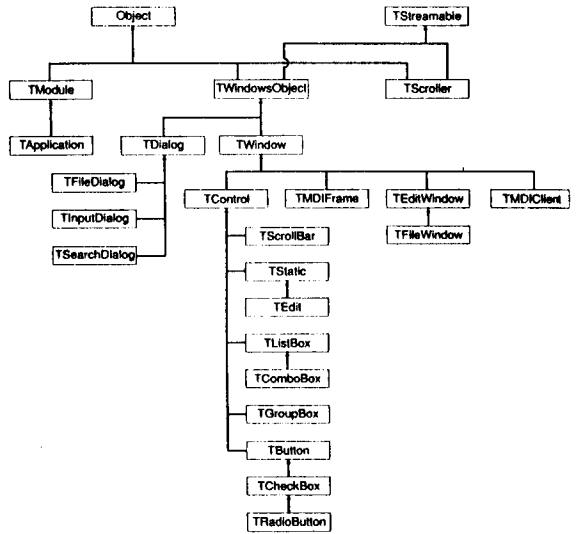 Object
TStreamable
TModule
TWindowsObject
TScroller
TApplication
TDialog
TWindow
TFileDialog
TInputDialog
TSearchDialog
TControl
TMDIFrame
TEditWindow
TMDIClient
TFileWindow
TScrollBar
TStatic
TEdit
TListBox
TComboBox
TGroupBox
TButton
TCheckBox
TRadioButton